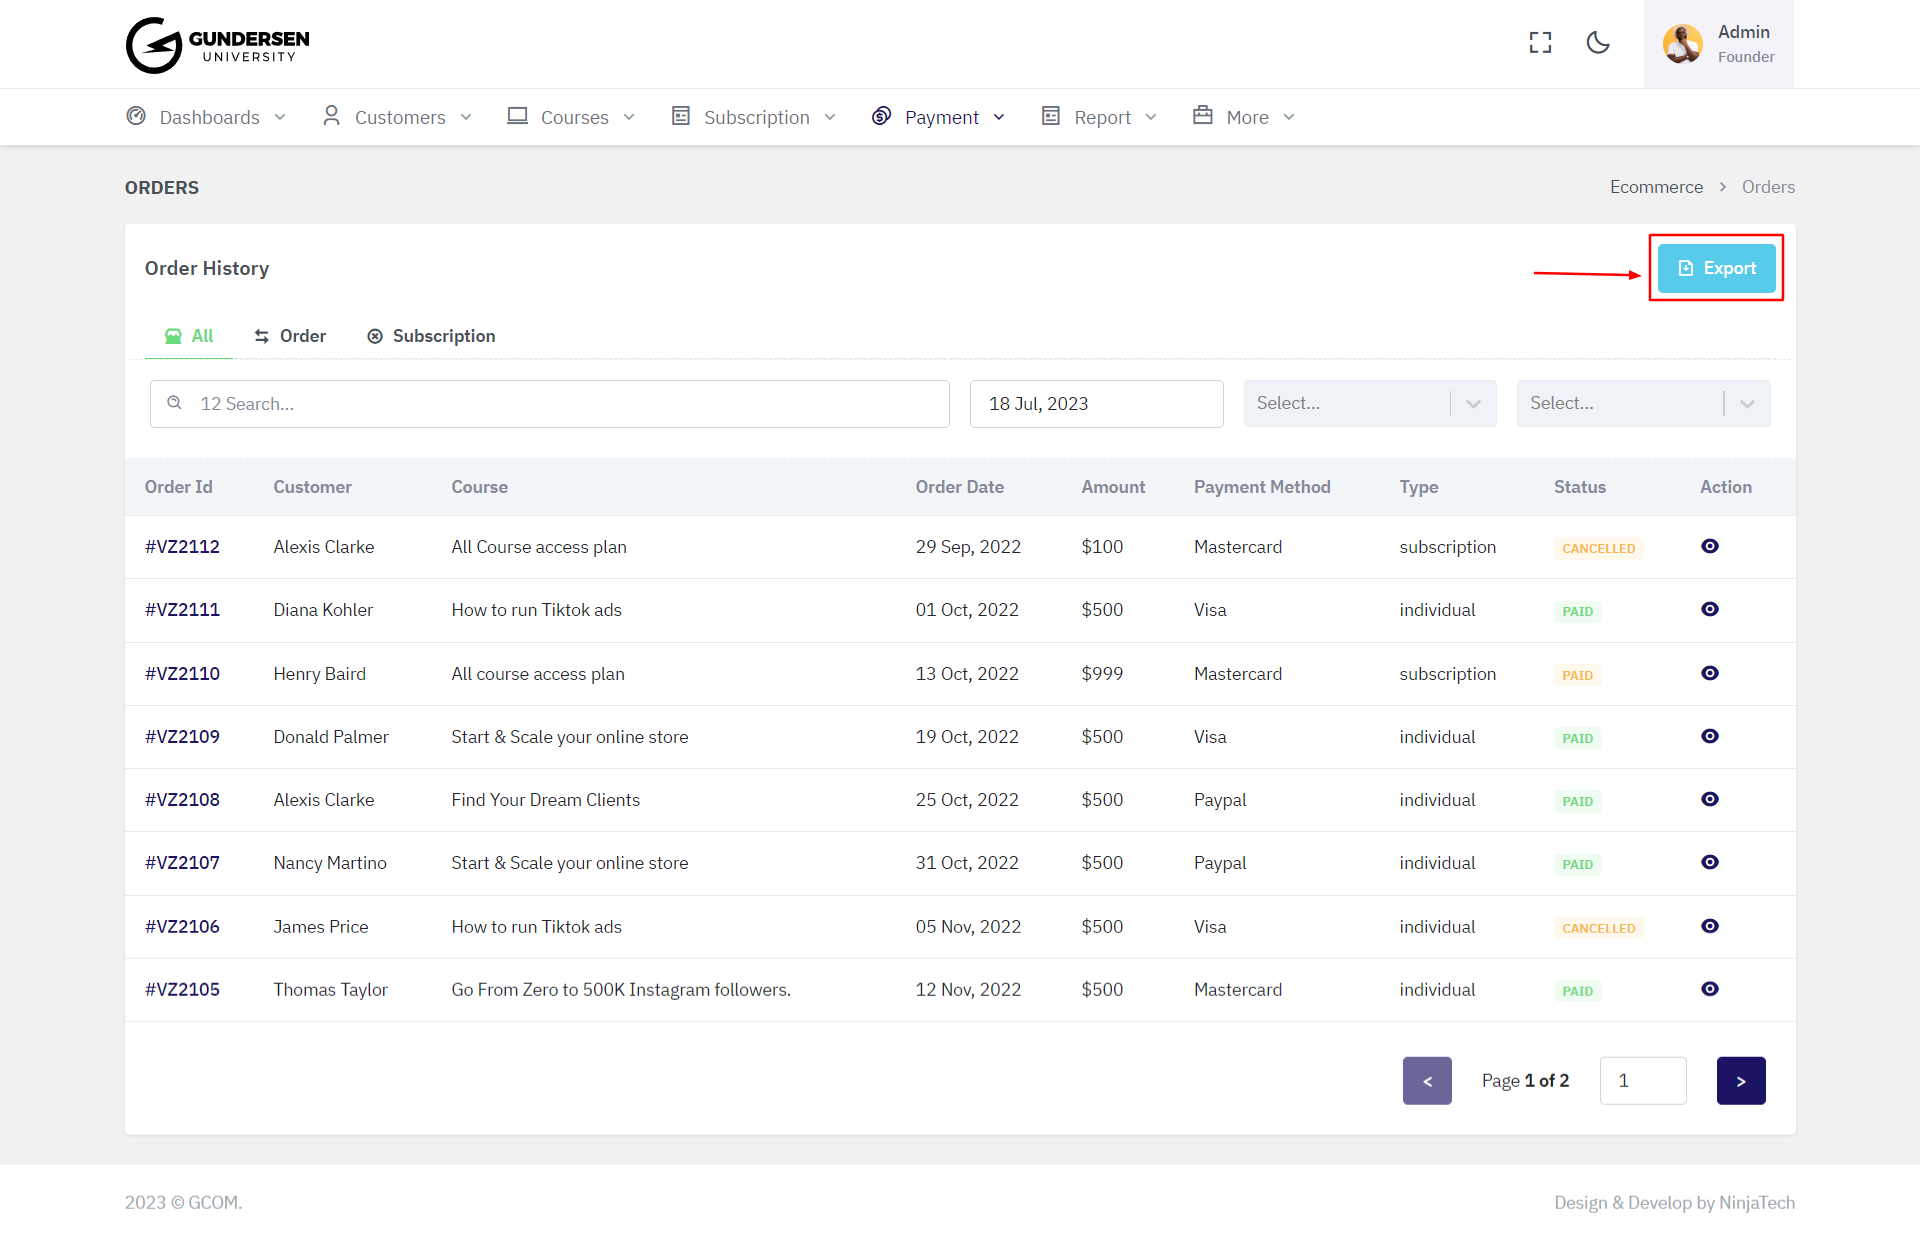 GUNDERSEN
UNIVERSITY
Admin
Founder
Dashboards Customers Courses Subscription Payment Report More
ORDERS
Ecommerce > Orders
Order History
Export
All Order Subscription
12 Search...
18 Jul, 2023
Select...
Select...
Order Id Customer Course Order Date Amount Payment Method Type Status Action
#VZ2112 Alexis Clarke All Course access plan 29 Sep, 2022 $100 Mastercard subscription CANCELLED
#VZ2111 Diana Kohler How to run Tiktok ads 01 Oct, 2022 $500 Visa individual PAID
#VZ2110 Henry Baird All course access plan 13 Oct, 2022 $999 Mastercard subscription PAID
#VZ2109 Donald Palmer Start & Scale your online store 19 Oct, 2022 $500 Visa individual PAID
#VZ2108 Alexis Clarke Find Your Dream Clients 25 Oct, 2022 $500 Paypal individual PAID
#VZ2107 Nancy Martino Start & Scale your online store 31 Oct, 2022 $500 Paypal individual PAID
#VZ2106 James Price How to run Tiktok ads 05 Nov, 2022 $500 Visa individual CANCELLED
#VZ2105 Thomas Taylor Go From Zero to 500K Instagram followers. 12 Nov, 2022 $500 Mastercard individual PAID
< Page 1 of 2 1 >
2023 © GCOM.
Design & Develop by NinjaTech